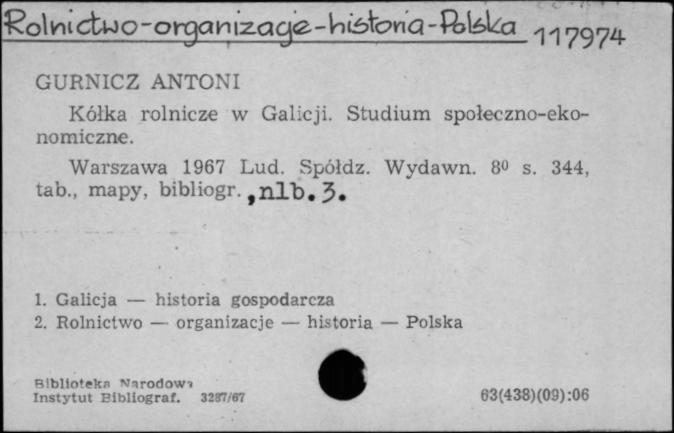 Rolnictwo-organizacje-historia-Polska 117974
GURNICZ ANTONI
Kółka rolnicze w Galicji. Studium społeczno-eko-
nomiczne.
Warszawa 1967 Lud. Spółdz. Wydawn. 8⁰ s. 344,
tab., mapy, bibliogr. , nlb. 3.
1. Galicja — historia gospodarcza
2. Rolnictwo — organizacje — historia — Polska
Biblioteka Narodowa
Instytut Bibliograf. 3287/67
63(438)(09):06